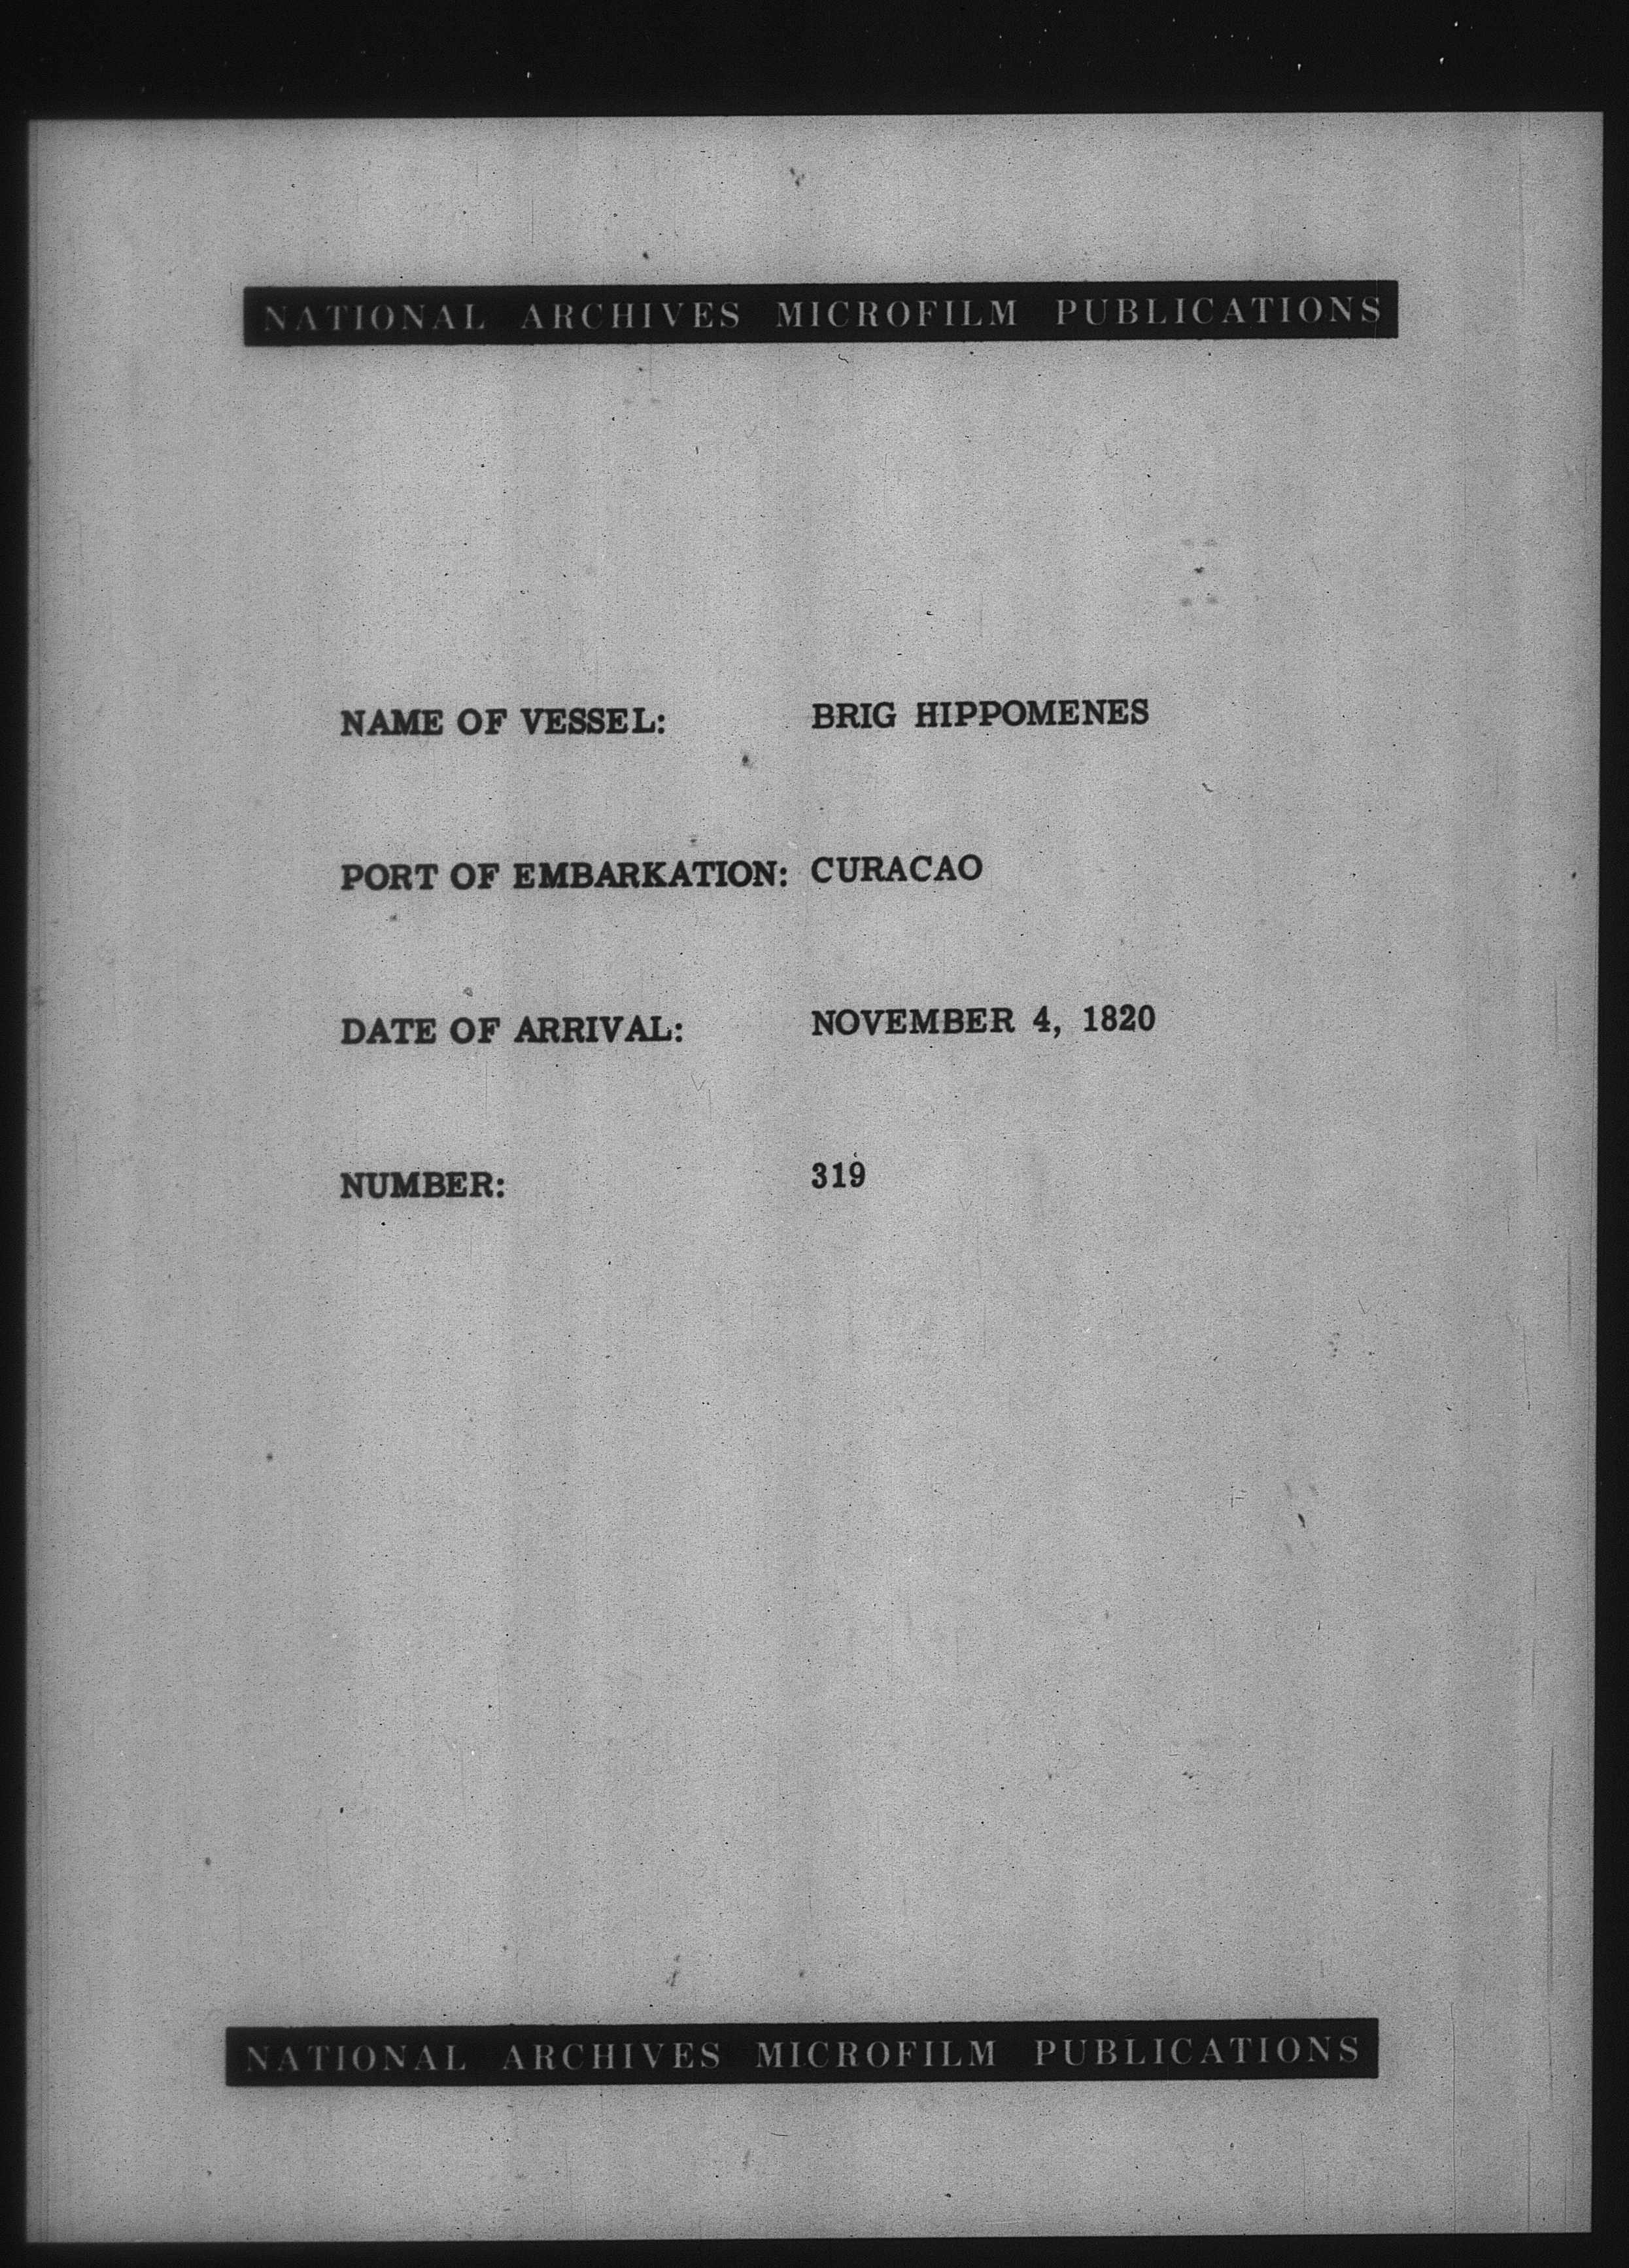 NATIONAL ARCHIVES MICROFILM PUBLICATIONS
NAME OF VESSEL: BRIG HIPPOMENES
PORT OF EMBARKATION: CURACAO
DATE OF ARRIVAL: NOVEMBER 4, 1820
NUMBER: 319
NATIONAL ARCHIVES MICROFILM PUBLICATIONS